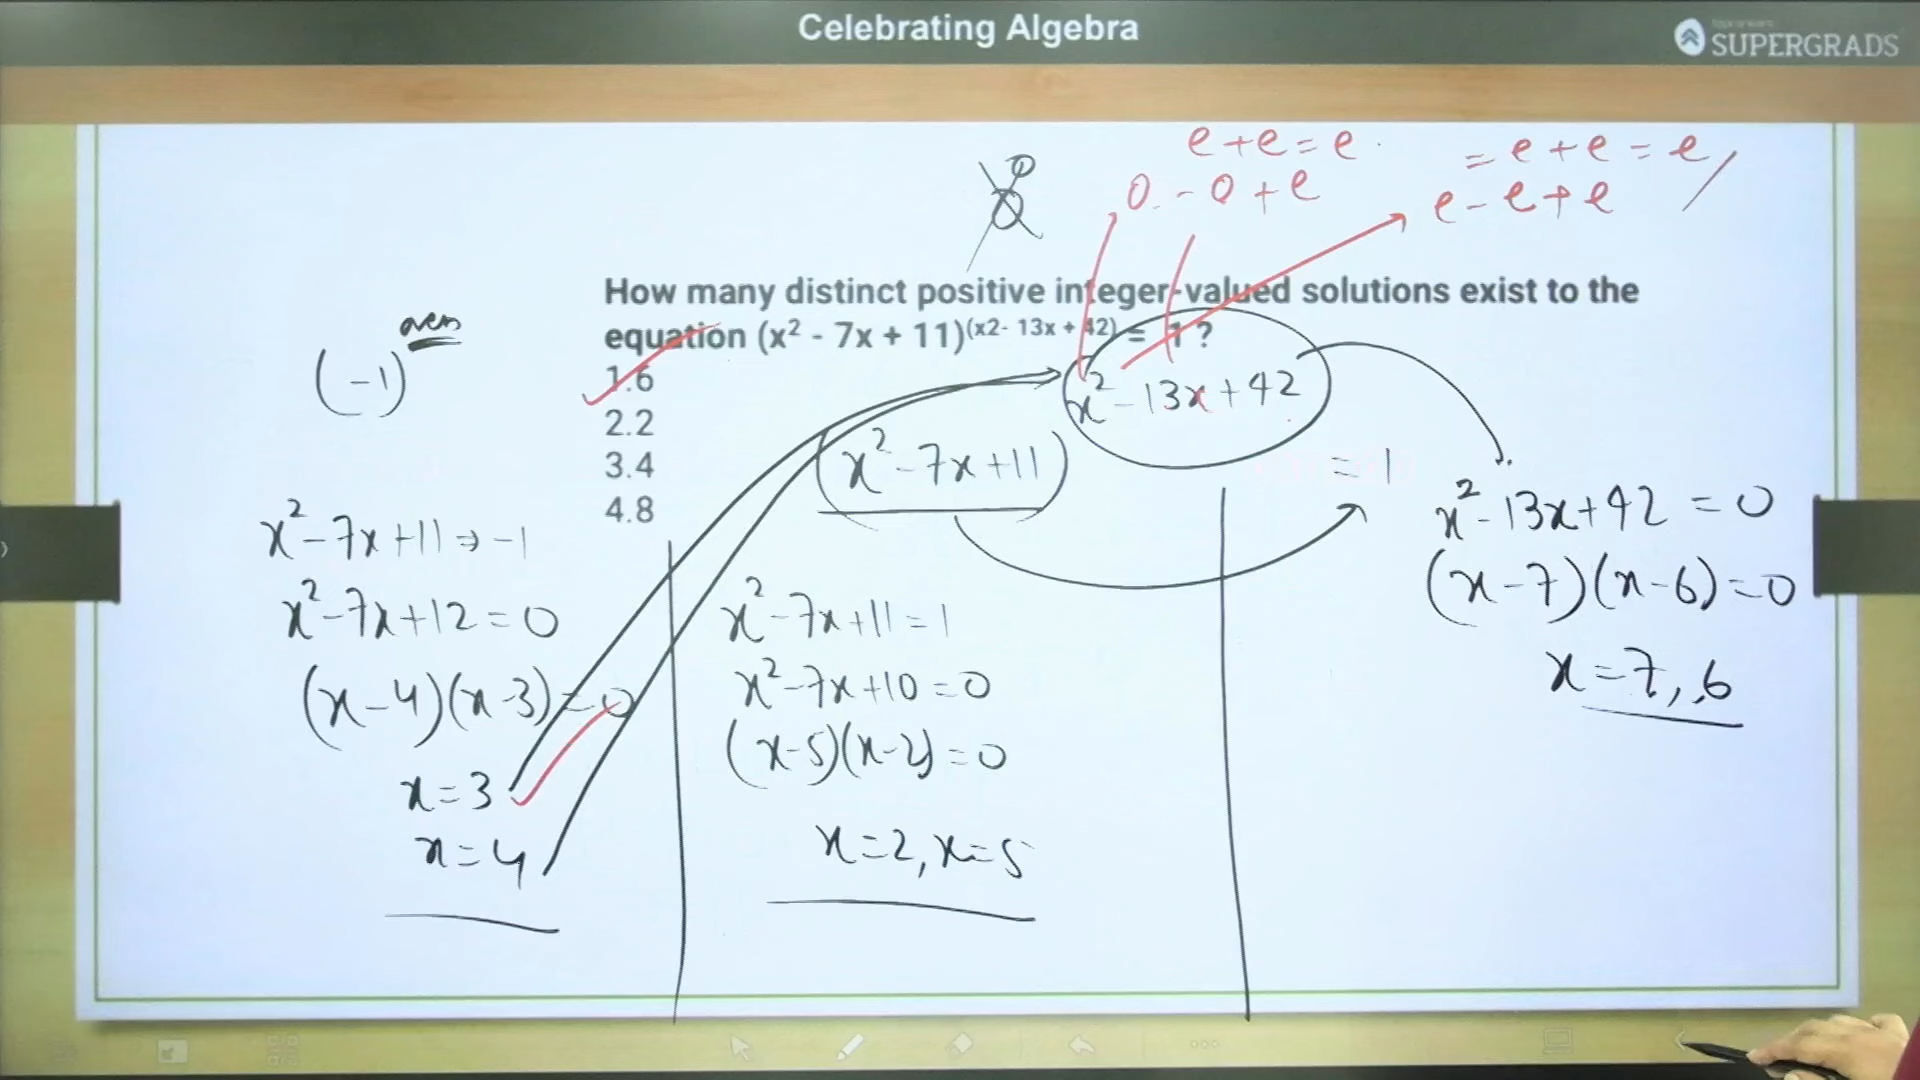 Celebrating Algebra
SUPERGRADS
e + e = e
= e + e = e
0 - 0 + e
e - e + e
How many distinct positive integer-valued solutions exist to the
equation (x² - 7x + 11)^(x2- 13x + 42) = 1 ?
1.6
2.2
3.4
4.8
(-1)^even
x² - 13x + 42
(x² - 7x + 11)
= 1
x² - 7x + 11 ⇒ -1
x² - 7x + 12 = 0
(x - 4)(x - 3) = 0
x = 3
x = 4
x² - 7x + 11 = 1
x² - 7x + 10 = 0
(x - 5)(x - 2) = 0
x = 2, x = 5
x² - 13x + 42 = 0
(x - 7)(x - 6) = 0
x = 7, 6